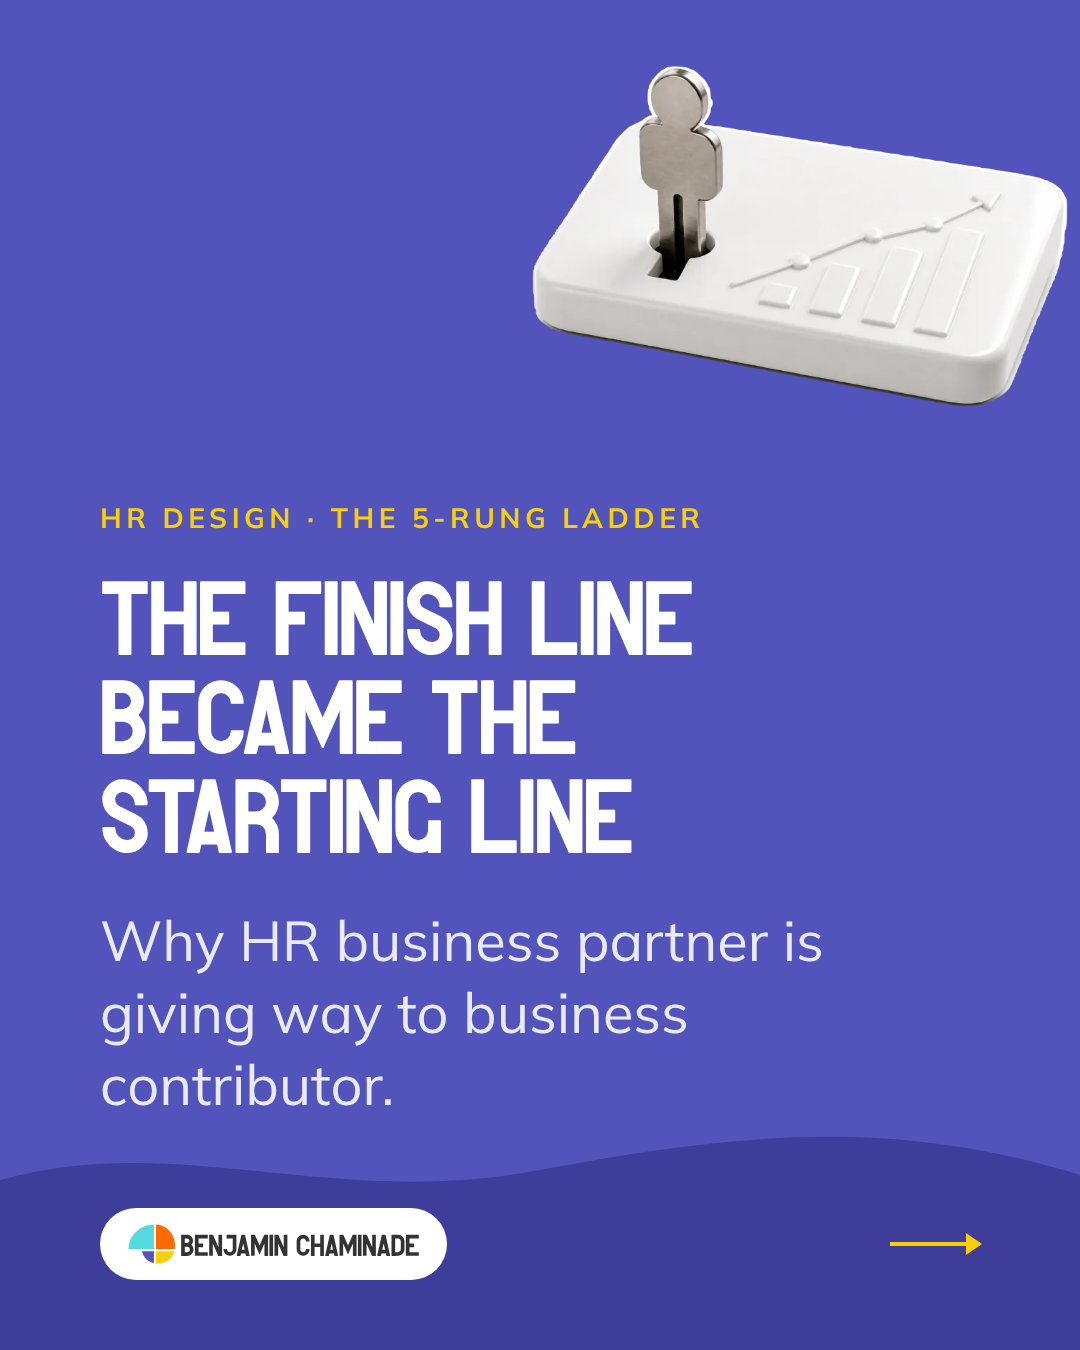 HR DESIGN · THE 5-RUNG LADDER
THE FINISH LINE
BECAME THE
STARTING LINE
Why HR business partner is
giving way to business
contributor.
BENJAMIN CHAMINADE